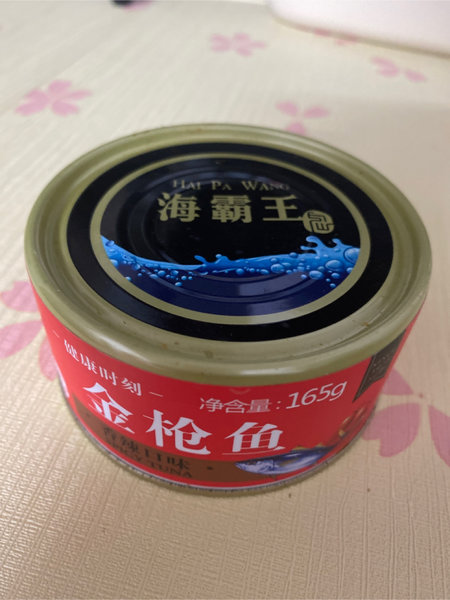 HAI PA WANG
海霸王
- 健康时刻 -
净含量: 165g
金枪鱼
香辣口味
SPICY TUNA